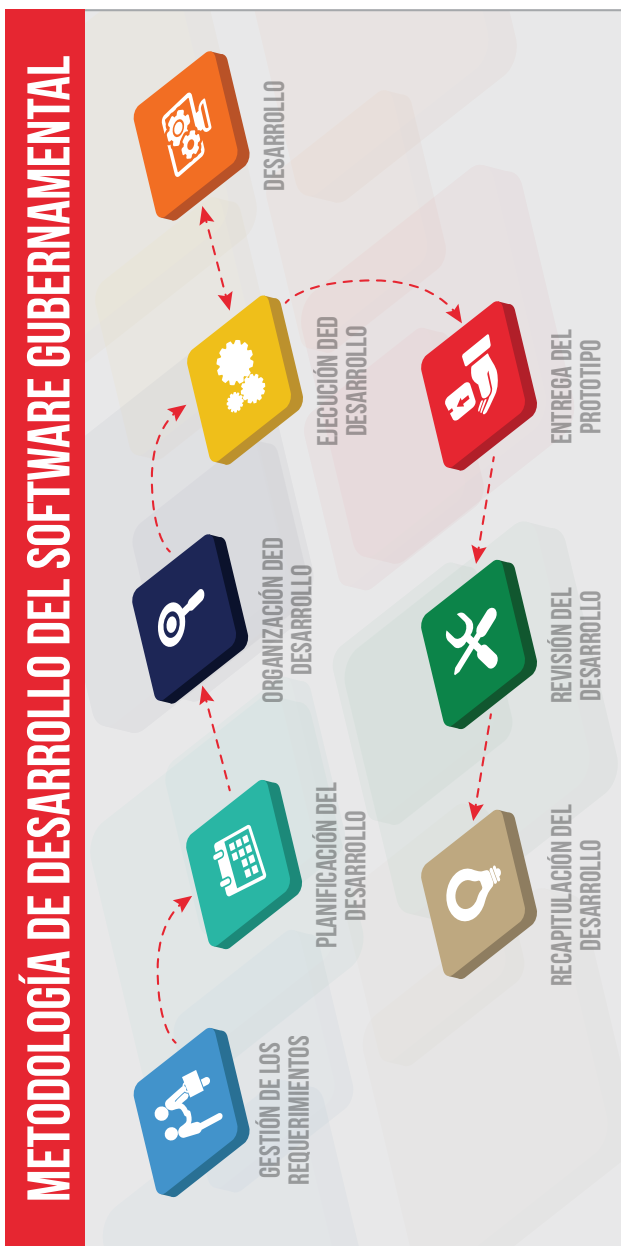 METODOLOGÍA DE DESARROLLO DEL SOFTWARE GUBERNAMENTAL
GESTIÓN DE LOS
REQUERIMIENTOS
PLANIFICACIÓN DEL
DESARROLLO
ORGANIZACIÓN DED
DESARROLLO
EJECUCIÓN DED
DESARROLLO
DESARROLLO
ENTREGA DEL
PROTOTIPO
REVISIÓN DEL
DESARROLLO
RECAPITULACIÓN DEL
DESARROLLO